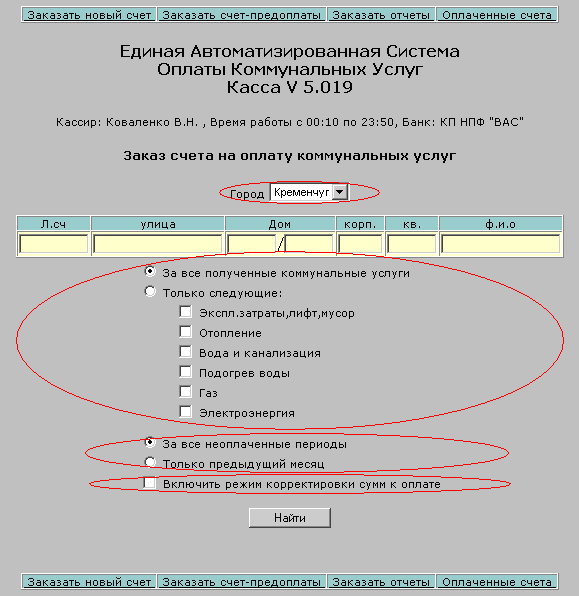 Заказать новый счет Заказать счет-предоплаты Заказать отчеты Оплаченные счета
Единая Автоматизированная Система
Оплаты Коммунальных Услуг
Касса V 5.019
Кассир: Коваленко В.Н. , Время работы с 00:10 по 23:50, Банк: КП НПФ "ВАС"
Заказ счета на оплату коммунальных услуг
Город Кременчуг
Л.сч улица Дом корп. кв. ф.и.о
/
За все полученные коммунальные услуги
Только следующие:
Экспл.затраты,лифт,мусор
Отопление
Вода и канализация
Подогрев воды
Газ
Электроэнергия
За все неоплаченные периоды
Только предыдущий месяц
Включить режим корректировки сумм к оплате
Найти
Заказать новый счет Заказать счет-предоплаты Заказать отчеты Оплаченные счета